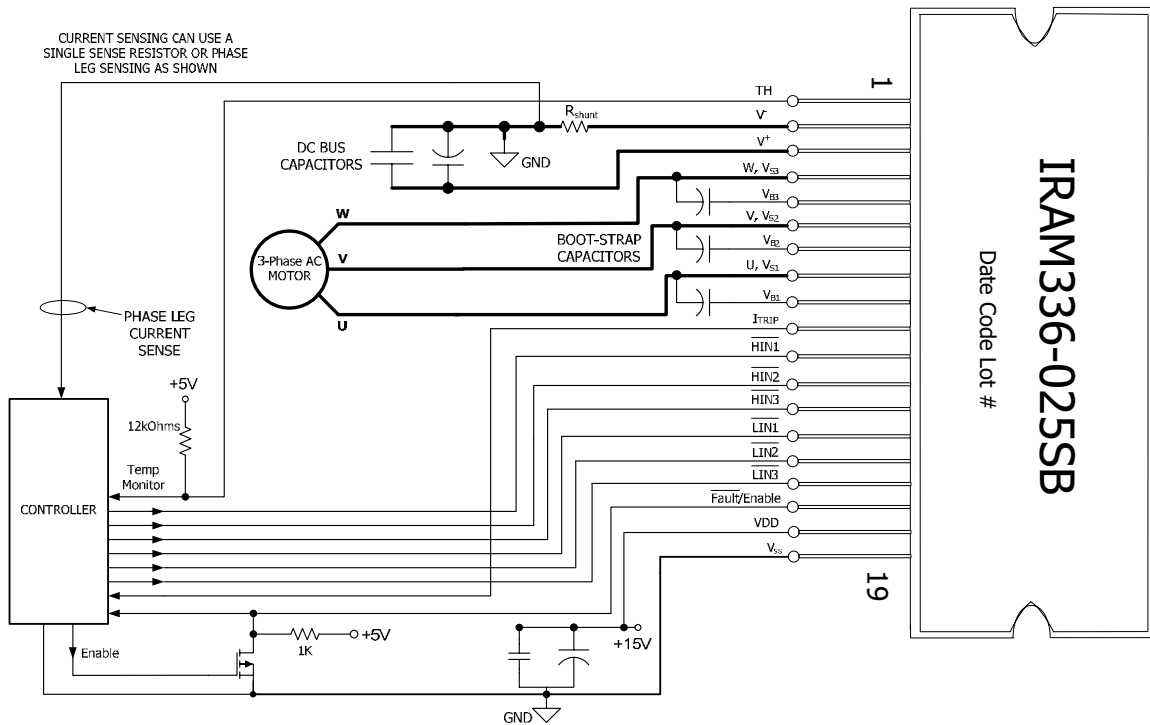 CURRENT SENSING CAN USE A
SINGLE SENSE RESISTOR OR PHASE
LEG SENSING AS SHOWN
1
TH
Rshunt
V-
DC BUS
CAPACITORS
GND
V+
W, VS3
VB3
W
V, VS2
BOOT-STRAP
CAPACITORS
VB2
3-Phase AC
MOTOR
V
U, VS1
VB1
U
PHASE LEG
CURRENT
SENSE
ITRIP
HIN1
HIN2
HIN3
LIN1
LIN2
LIN3
Fault/Enable
VDD
VSS
19
IRAM336-025SB
Date Code Lot #
+5V
12kOhms
Temp
Monitor
CONTROLLER
Enable
1K
+5V
+15V
GND